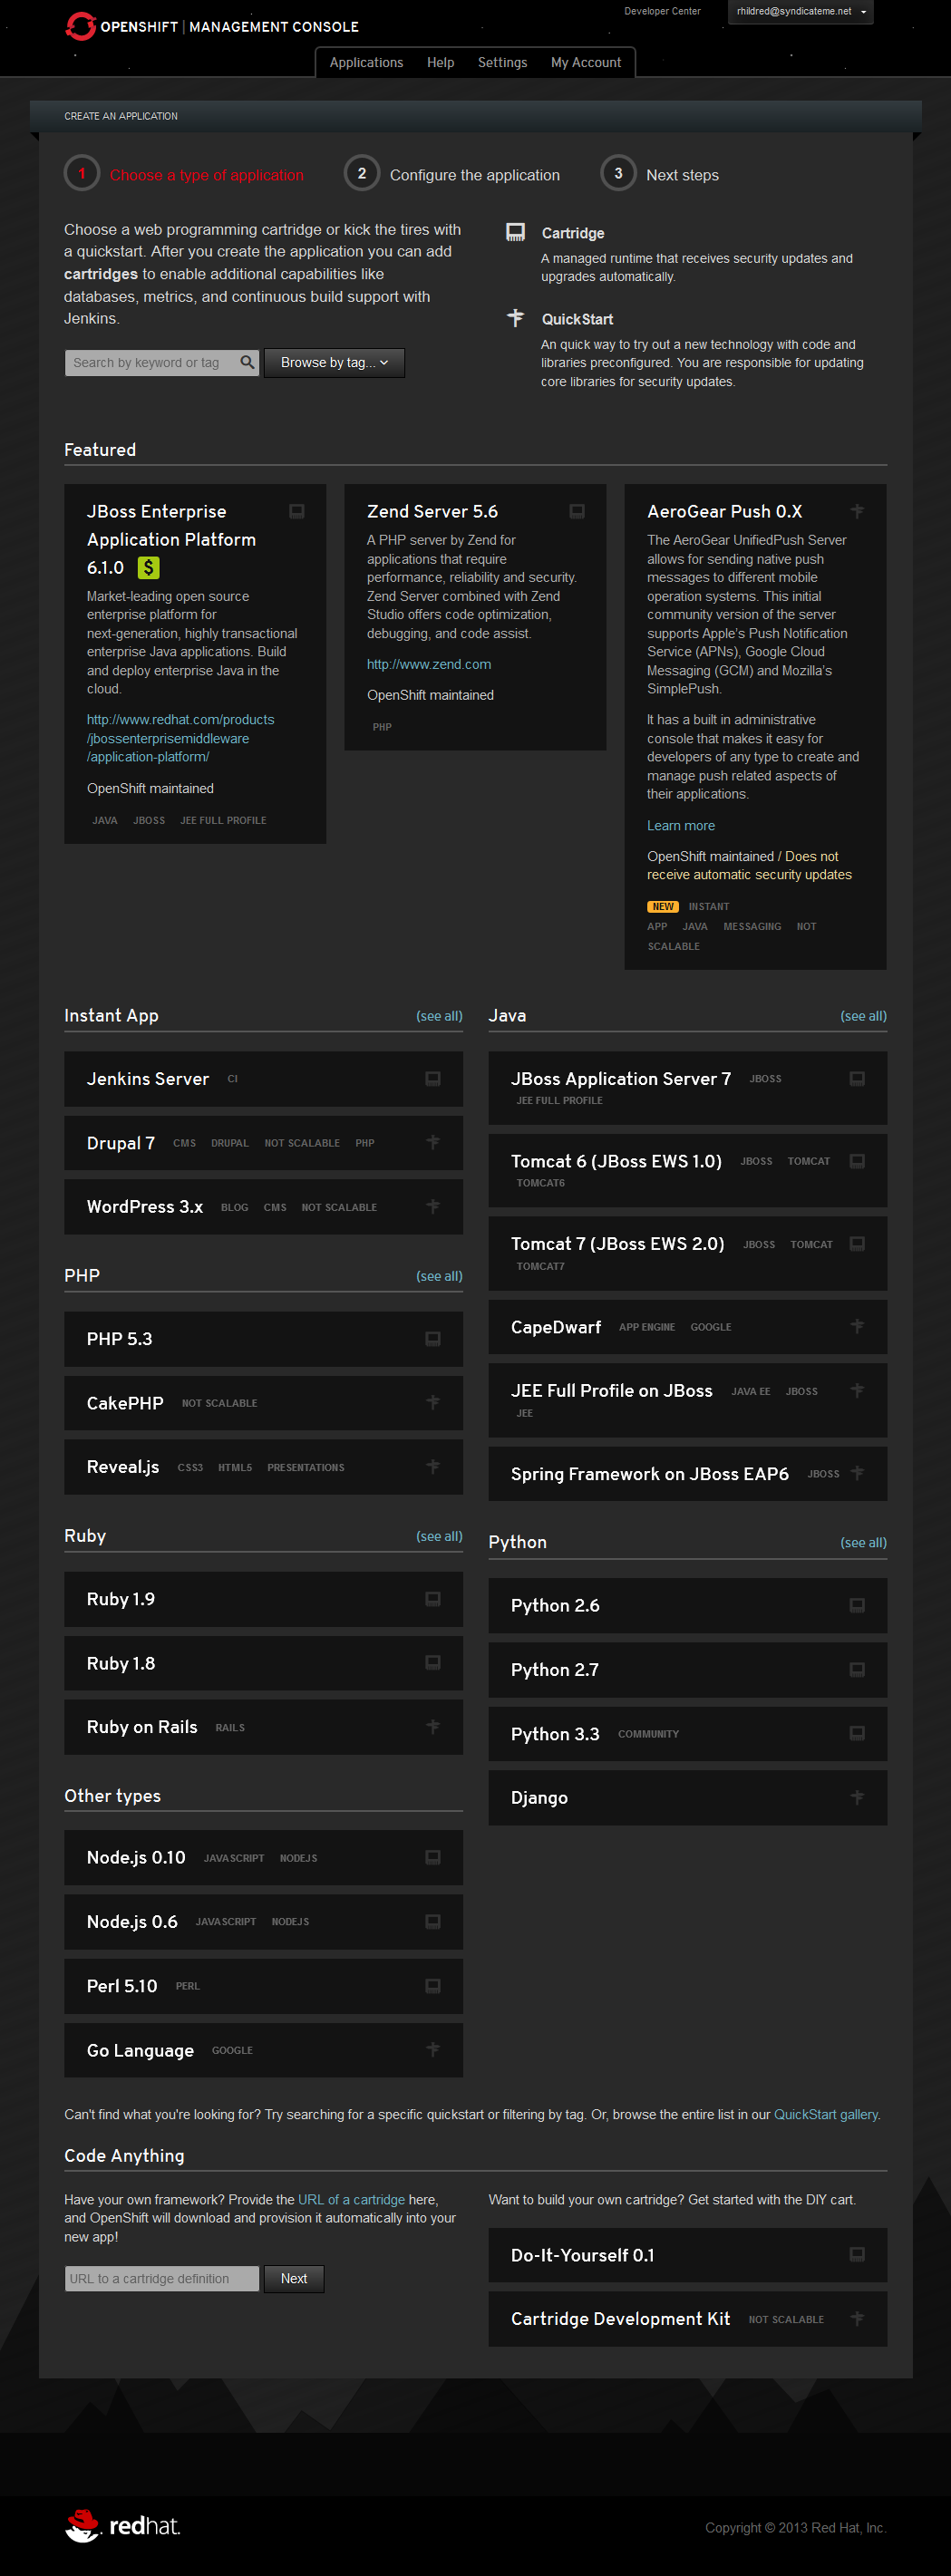 OPENSHIFT | MANAGEMENT CONSOLE
Developer Center
rhildred@syndicateme.net
Applications Help Settings My Account
CREATE AN APPLICATION
1 Choose a type of application
2 Configure the application
3 Next steps
Choose a web programming cartridge or kick the tires with
a quickstart. After you create the application you can add
cartridges to enable additional capabilities like
databases, metrics, and continuous build support with
Jenkins.
Search by keyword or tag
Browse by tag...
Cartridge
A managed runtime that receives security updates and
upgrades automatically.
QuickStart
An quick way to try out a new technology with code and
libraries preconfigured. You are responsible for updating
core libraries for security updates.
Featured
JBoss Enterprise
Application Platform
6.1.0 $
Market-leading open source
enterprise platform for
next-generation, highly transactional
enterprise Java applications. Build
and deploy enterprise Java in the
cloud.
http://www.redhat.com/products
/jbossenterprisemiddleware
/application-platform/
OpenShift maintained
JAVA JBOSS JEE FULL PROFILE
Zend Server 5.6
A PHP server by Zend for
applications that require
performance, reliability and security.
Zend Server combined with Zend
Studio offers code optimization,
debugging, and code assist.
http://www.zend.com
OpenShift maintained
PHP
AeroGear Push 0.X
The AeroGear UnifiedPush Server
allows for sending native push
messages to different mobile
operation systems. This initial
community version of the server
supports Apple's Push Notification
Service (APNs), Google Cloud
Messaging (GCM) and Mozilla's
SimplePush.
It has a built in administrative
console that makes it easy for
developers of any type to create and
manage push related aspects of
their applications.
Learn more
OpenShift maintained / Does not
receive automatic security updates
NEW INSTANT
APP JAVA MESSAGING NOT
SCALABLE
Instant App (see all)
Jenkins Server CI
Drupal 7 CMS DRUPAL NOT SCALABLE PHP
WordPress 3.x BLOG CMS NOT SCALABLE
PHP (see all)
PHP 5.3
CakePHP NOT SCALABLE
Reveal.js CSS3 HTML5 PRESENTATIONS
Ruby (see all)
Ruby 1.9
Ruby 1.8
Ruby on Rails RAILS
Other types
Node.js 0.10 JAVASCRIPT NODEJS
Node.js 0.6 JAVASCRIPT NODEJS
Perl 5.10 PERL
Go Language GOOGLE
Java (see all)
JBoss Application Server 7 JBOSS
JEE FULL PROFILE
Tomcat 6 (JBoss EWS 1.0) JBOSS TOMCAT
TOMCAT6
Tomcat 7 (JBoss EWS 2.0) JBOSS TOMCAT
TOMCAT7
CapeDwarf APP ENGINE GOOGLE
JEE Full Profile on JBoss JAVA EE JBOSS
JEE
Spring Framework on JBoss EAP6 JBOSS
Python (see all)
Python 2.6
Python 2.7
Python 3.3 COMMUNITY
Django
Can't find what you're looking for? Try searching for a specific quickstart or filtering by tag. Or, browse the entire list in our QuickStart gallery.
Code Anything
Have your own framework? Provide the URL of a cartridge here,
and OpenShift will download and provision it automatically into your
new app!
URL to a cartridge definition
Next
Want to build your own cartridge? Get started with the DIY cart.
Do-It-Yourself 0.1
Cartridge Development Kit NOT SCALABLE
redhat.
Copyright © 2013 Red Hat, Inc.